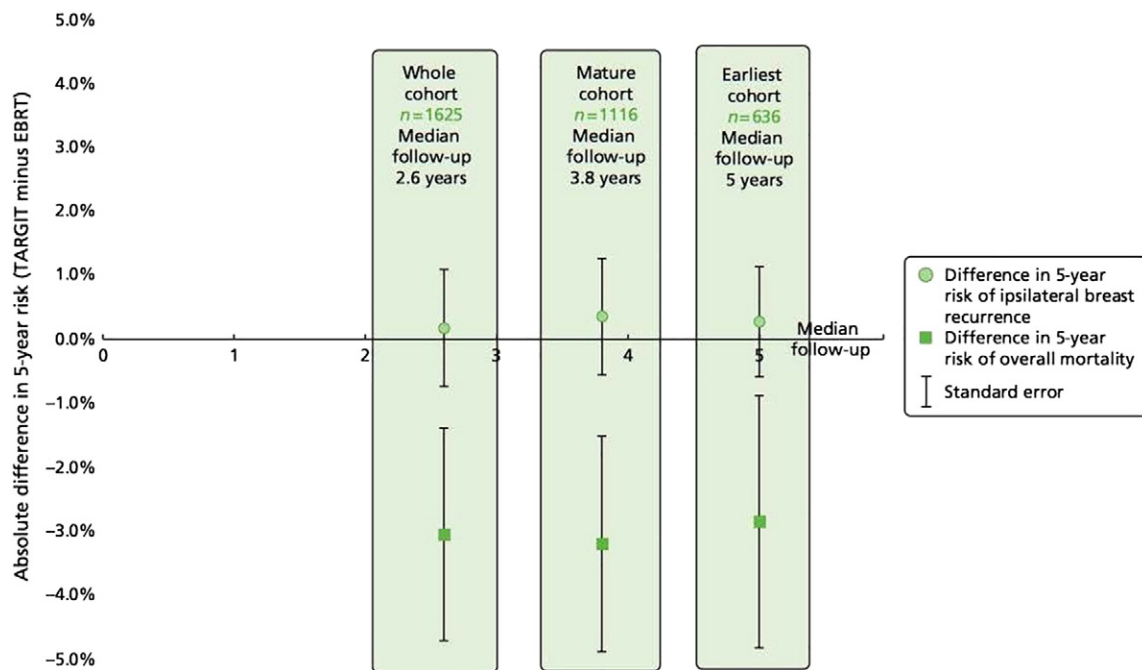 Absolute difference in 5-year risk (TARGIT minus EBRT)
5.0%
4.0%
3.0%
2.0%
1.0%
0.0%
–1.0%
–2.0%
–3.0%
–4.0%
–5.0%
0
1
2
3
4
5
Whole
cohort
n=1625
Median
follow-up
2.6 years
Mature
cohort
n=1116
Median
follow-up
3.8 years
Earliest
cohort
n=636
Median
follow-up
5 years
Median
follow-up
Difference in 5-year
risk of ipsilateral breast
recurrence
Difference in 5-year
risk of overall mortality
Standard error